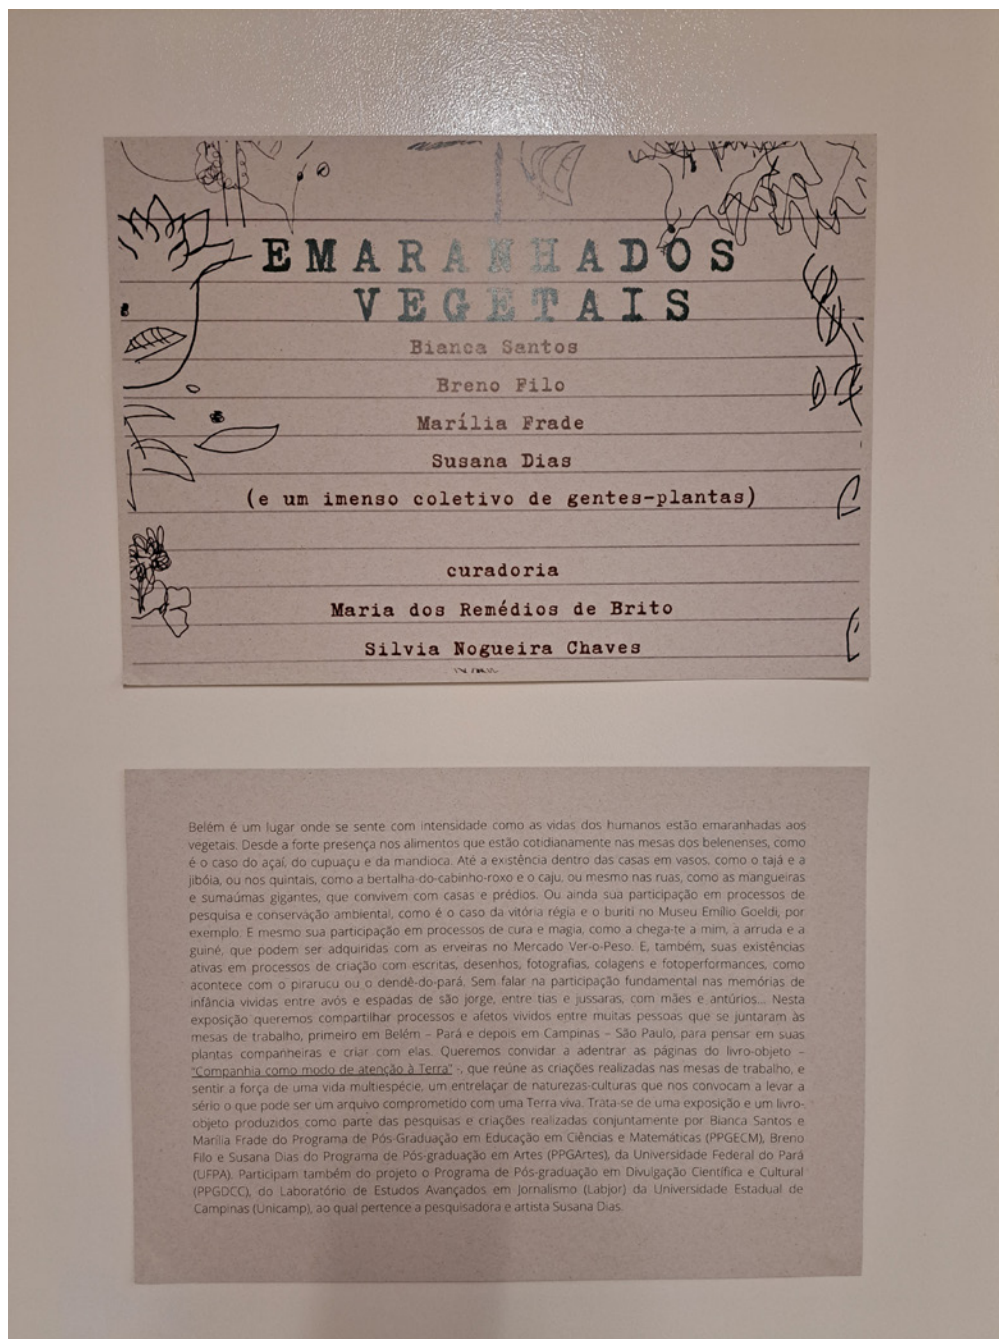 EMARANHADOS
VEGETAIS
Bianca Santos
Breno Filo
Marília Frade
Susana Dias
(e um imenso coletivo de gentes-plantas)
curadoria
Maria dos Remédios de Brito
Silvia Nogueira Chaves
Belém é um lugar onde se sente com intensidade como as vidas dos humanos estão emaranhadas aos
vegetais. Desde a forte presença nos alimentos que estão cotidianamente nas mesas dos belenenses, como
é o caso do açaí, do cupuaçu e da mandioca. Até a existência dentro das casas em vasos, como o tajá e a
jibóia, ou nos quintais, como a bertalha-do-cabinho-roxo e o caju, ou mesmo nas ruas, como as mangueiras
e sumaúmas gigantes, que convivem com casas e prédios. Ou ainda sua participação em processos de
pesquisa e conservação ambiental, como é o caso da vitória régia e o buriti no Museu Emílio Goeldi, por
exemplo. E mesmo sua participação em processos de cura e magia, como a chega-te a mim, a arruda e a
guiné, que podem ser adquiridas com as erveiras no Mercado Ver-o-Peso. E, também, suas existências
ativas em processos de criação com escritas, desenhos, fotografias, colagens e fotoperformances, como
acontece com o pirarucu ou o dendê-do-pará. Sem falar na participação fundamental nas memórias de
infância vividas entre avós e espadas de são jorge, entre tias e jussaras, com mães e antúrios... Nesta
exposição queremos compartilhar processos e afetos vividos entre muitas pessoas que se juntaram às
mesas de trabalho, primeiro em Belém – Pará e depois em Campinas – São Paulo, para pensar em suas
plantas companheiras e criar com elas. Queremos convidar a adentrar as páginas do livro-objeto –
"Companhia como modo de atenção à Terra" -, que reúne as criações realizadas nas mesas de trabalho, e
sentir a força de uma vida multiespécie, um entrelaçar de naturezas-culturas que nos convocam a levar a
sério o que pode ser um arquivo comprometido com uma Terra viva. Trata-se de uma exposição e um livro-
objeto produzidos como parte das pesquisas e criações realizadas conjuntamente por Bianca Santos e
Marília Frade do Programa de Pós-Graduação em Educação em Ciências e Matemáticas (PPGECM), Breno
Filo e Susana Dias do Programa de Pós-graduação em Artes (PPGArtes), da Universidade Federal do Pará
(UFPA). Participam também do projeto o Programa de Pós-graduação em Divulgação Científica e Cultural
(PPGDCC), do Laboratório de Estudos Avançados em Jornalismo (Labjor) da Universidade Estadual de
Campinas (Unicamp), ao qual pertence a pesquisadora e artista Susana Dias.